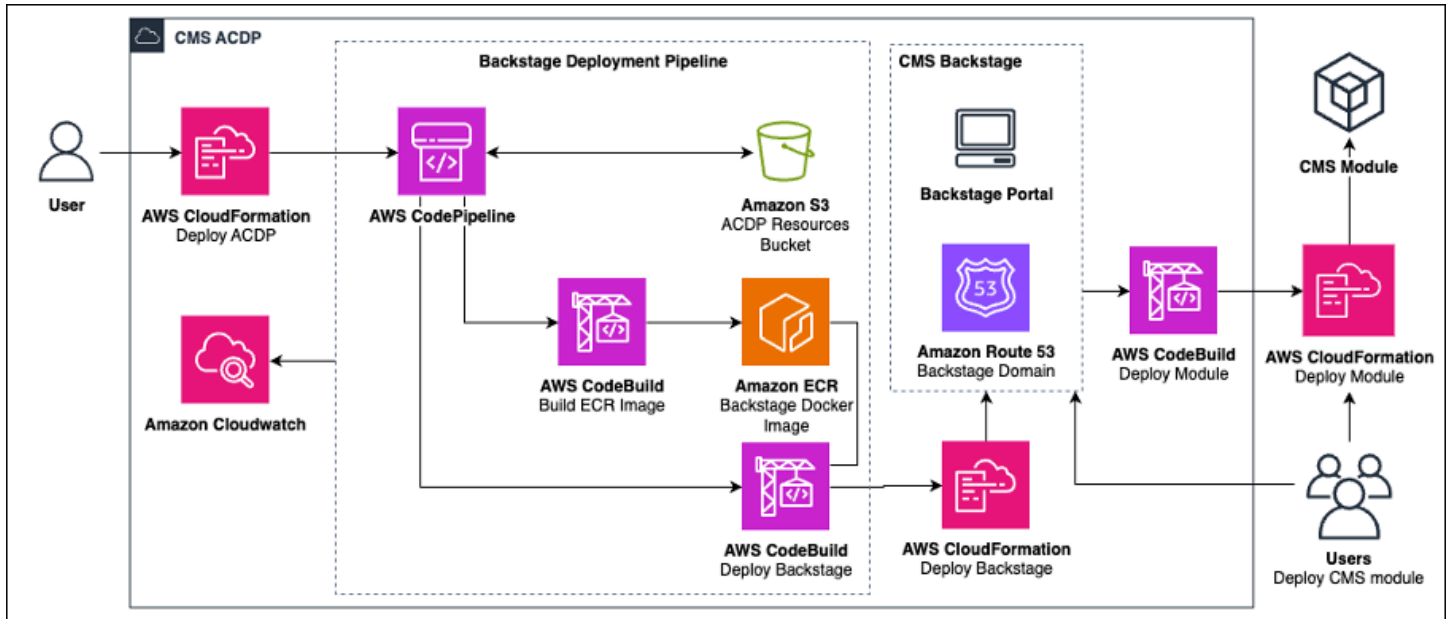 CMS ACDP
Backstage Deployment Pipeline
CMS Backstage
User
AWS CloudFormation
Deploy ACDP
AWS CodePipeline
Amazon S3
ACDP Resources
Bucket
Backstage Portal
CMS Module
Amazon Cloudwatch
AWS CodeBuild
Build ECR Image
Amazon ECR
Backstage Docker
Image
53
Amazon Route 53
Backstage Domain
AWS CodeBuild
Deploy Module
AWS CloudFormation
Deploy Module
AWS CodeBuild
Deploy Backstage
AWS CloudFormation
Deploy Backstage
Users
Deploy CMS module